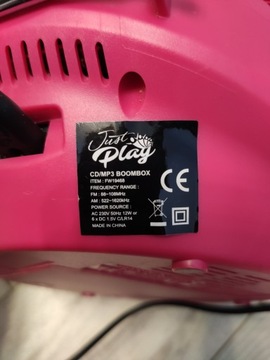 Just
Play
CD/MP3 BOOMBOX
ITEM : FW19468
FREQUENCY RANGE :
FM : 88~108MHz
AM : 522~1620kHz
POWER SOURCE :
AC 230V 50Hz 12W or
6 x DC 1.5V C/LR14
MADE IN CHINA
CE